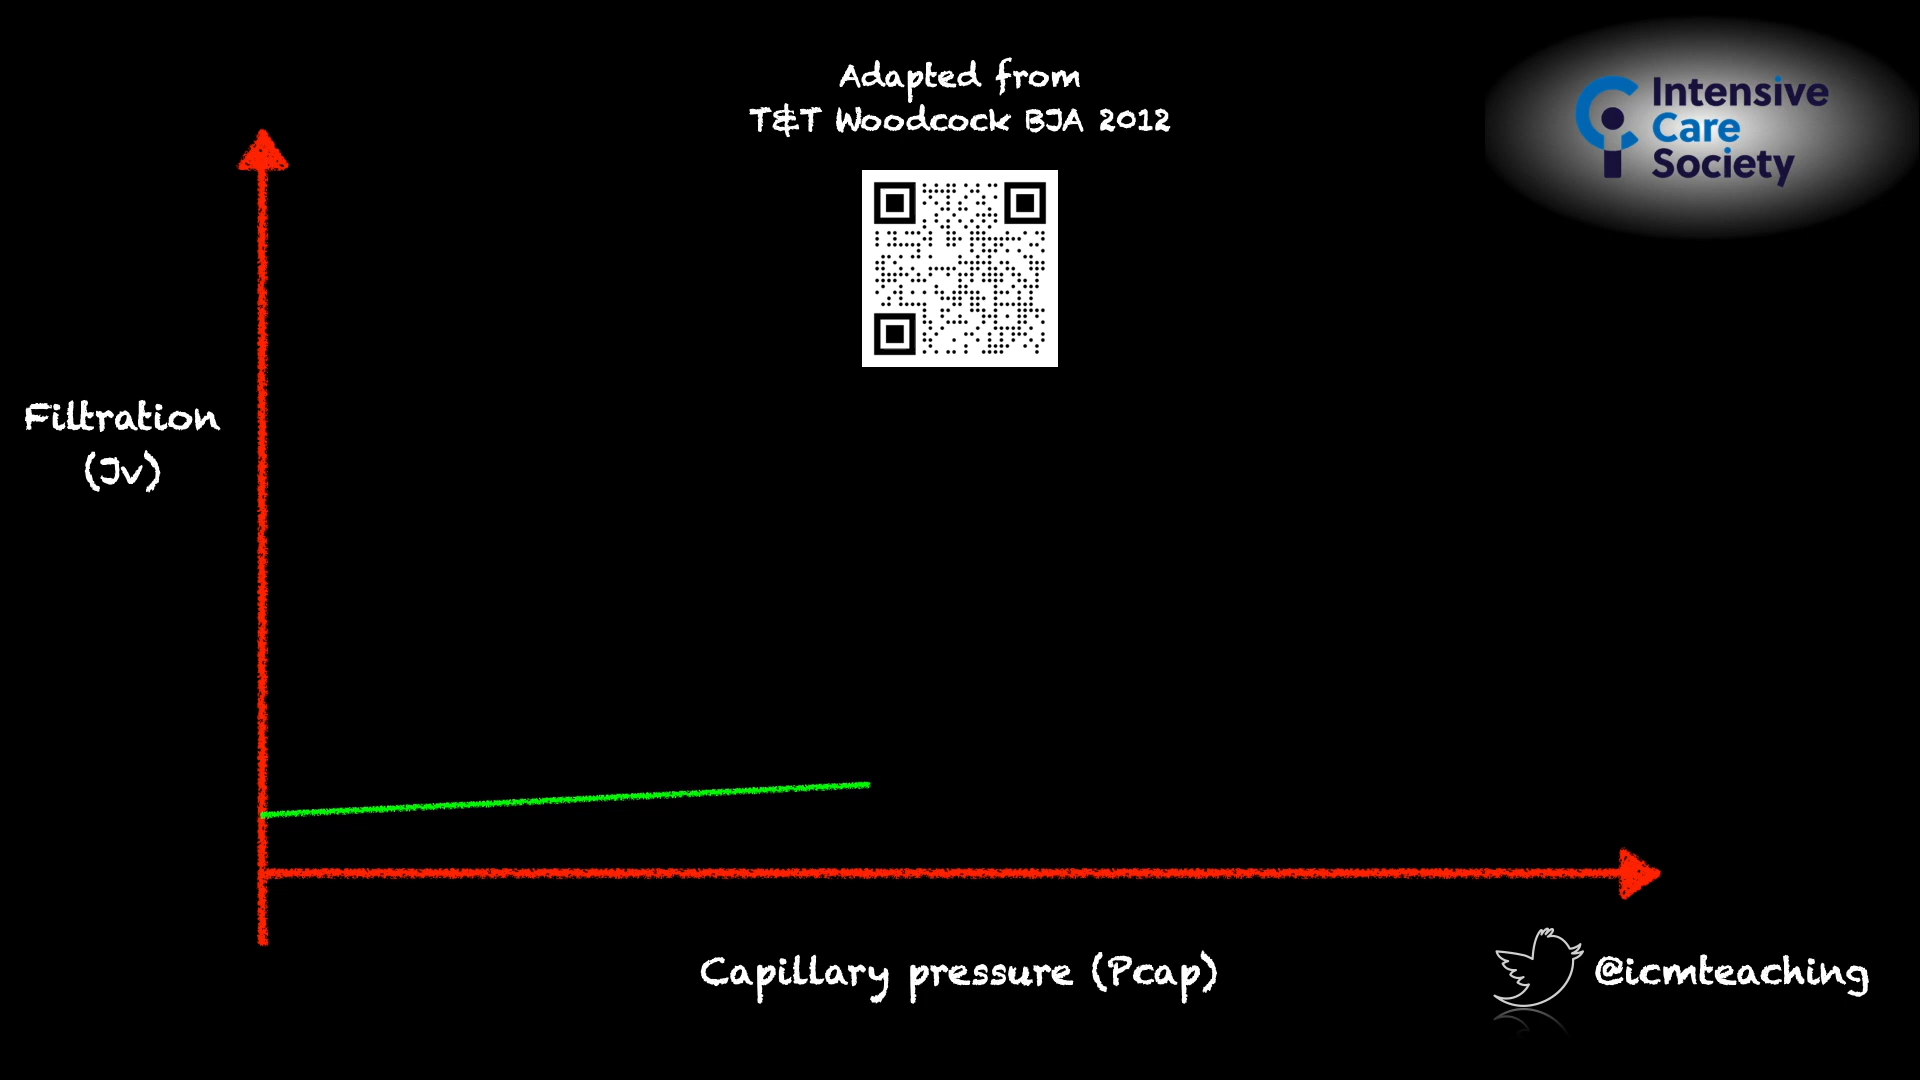 Adapted from
T&T Woodcock BJA 2012
Intensive
Care
Society
Filtration
(Jv)
Capillary pressure (Pcap)
@icmteaching